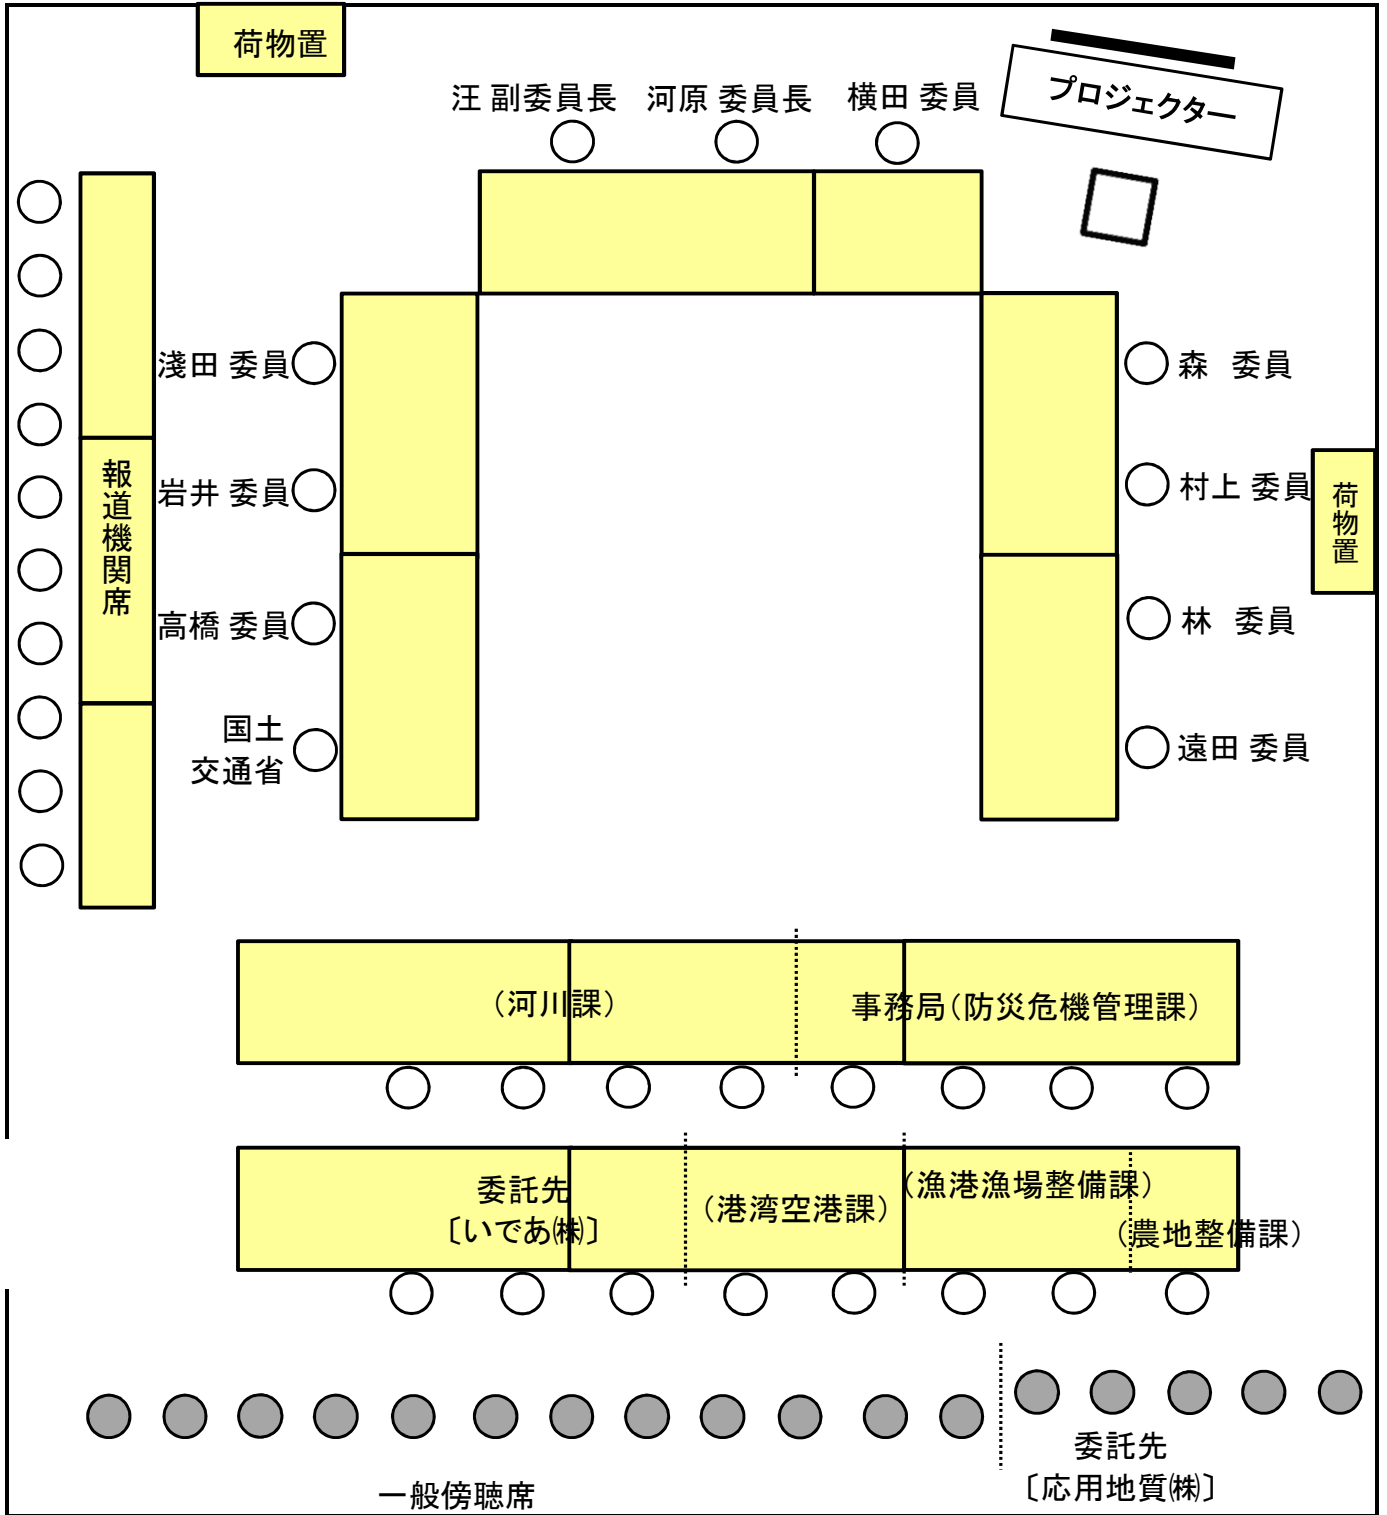 荷物置
汪 副委員長
河原 委員長
横田 委員
プロジェクター
淺田 委員
森 委員
報道機関席
岩井 委員
村上 委員
荷物置
高橋 委員
林 委員
国土
交通省
遠田 委員
（河川課）
事務局（防災危機管理課）
委託先
〔いであ㈱〕
（港湾空港課）
（漁港漁場整備課）
（農地整備課）
一般傍聴席
委託先
〔応用地質㈱〕